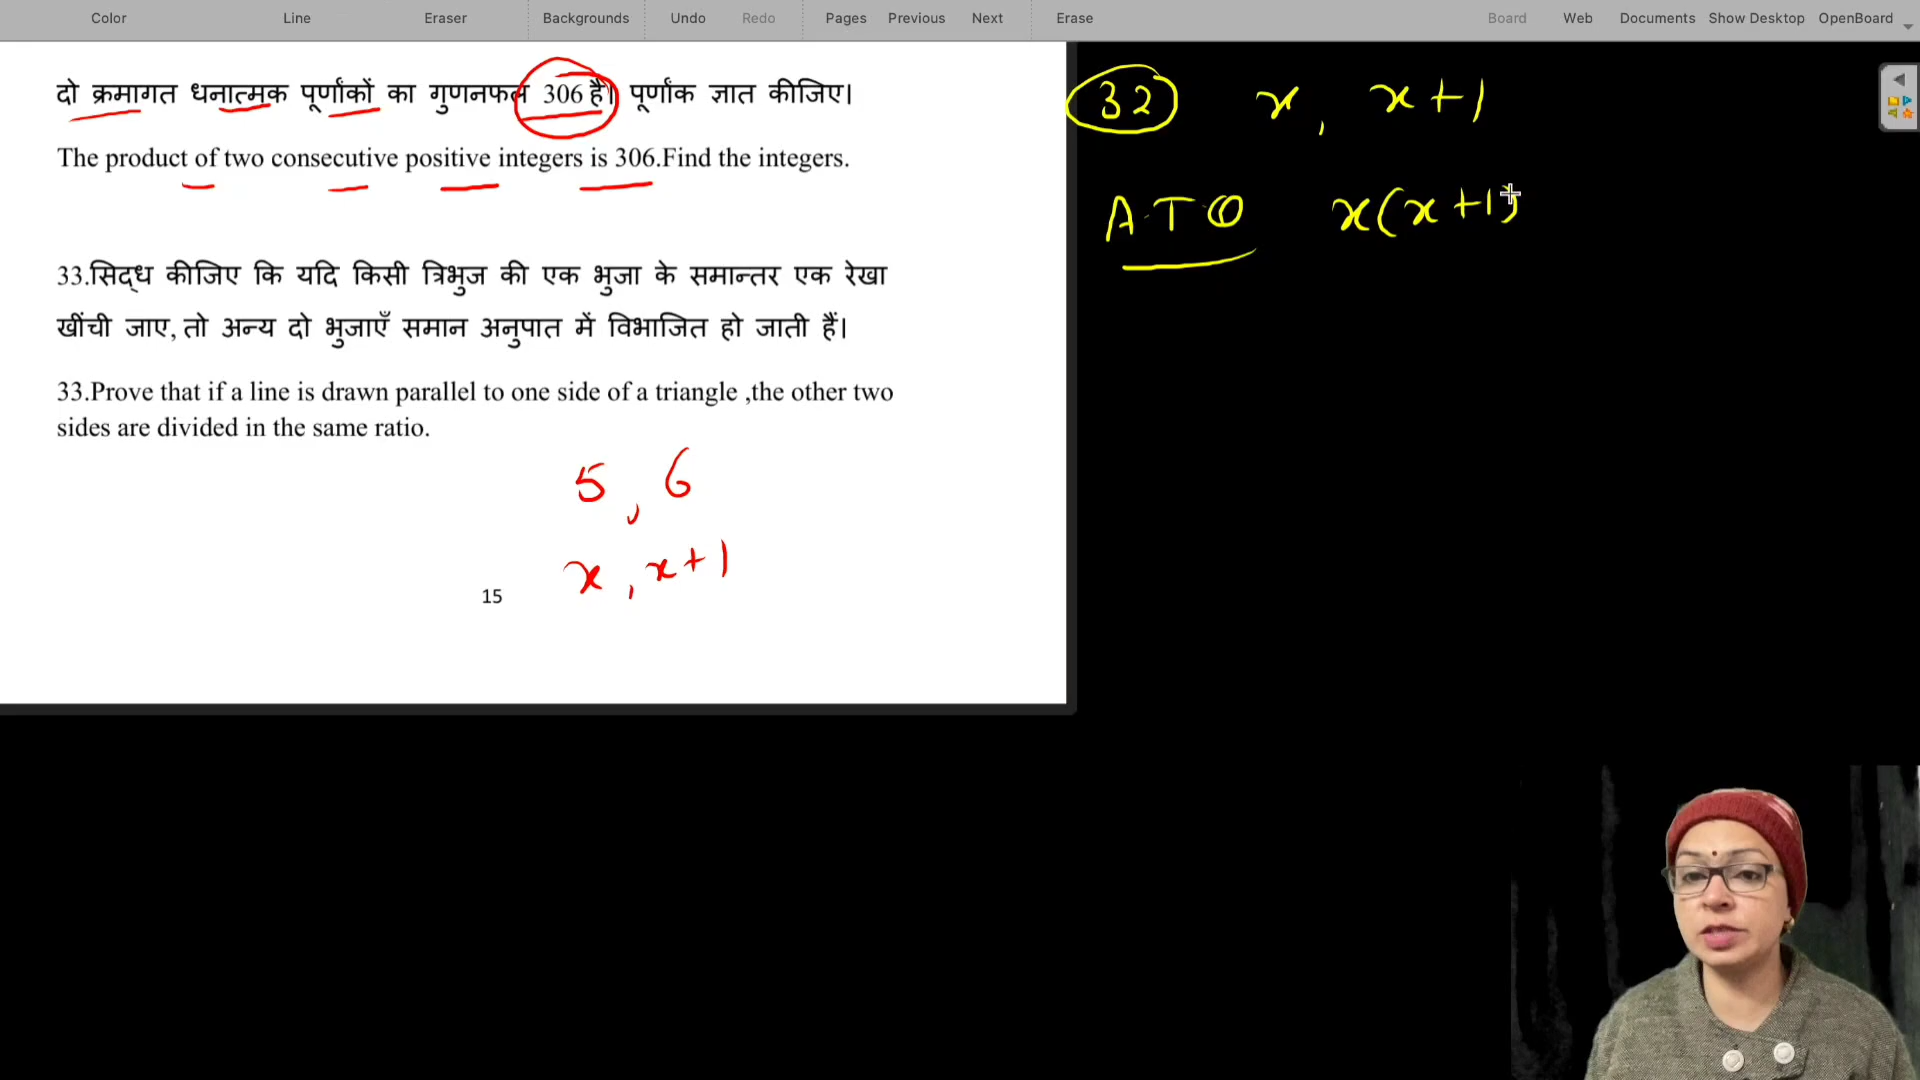 Color Line Eraser Backgrounds Undo Redo Pages Previous Next Erase Board Web Documents Show Desktop OpenBoard
दो क्रमागत धनात्मक पूर्णांकों का गुणनफल 306 है। पूर्णांक ज्ञात कीजिए।
The product of two consecutive positive integers is 306.Find the integers.
33.सिद्ध कीजिए कि यदि किसी त्रिभुज की एक भुजा के समान्तर एक रेखा
खींची जाए, तो अन्य दो भुजाएँ समान अनुपात में विभाजित हो जाती हैं।
33.Prove that if a line is drawn parallel to one side of a triangle ,the other two
sides are divided in the same ratio.
5 , 6
x , x+1
15
32 x , x+1
A.T.Q x(x+1)